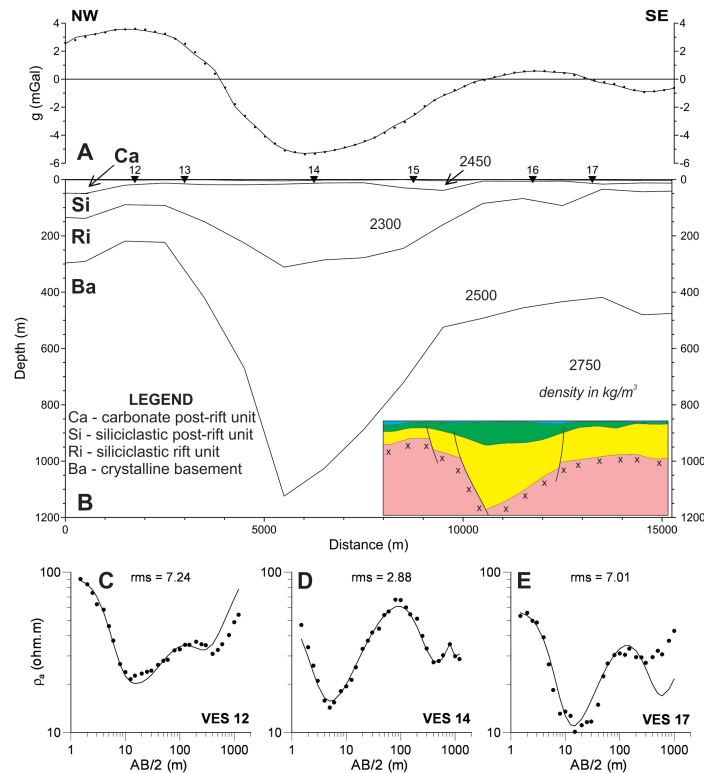 NW
SE
4
4
2
2
0
0
-2
-2
-4
-4
-6
-6
g (mGal)
A
Ca
12
13
14
15
2450
16
17
0
0
Si
200
200
2300
Ri
Ba
400
400
2500
Depth (m)
600
600
2750
density in kg/m³
800
800
LEGEND
Ca - carbonate post-rift unit
Si - siliciclastic post-rift unit
Ri - siliciclastic rift unit
Ba - crystalline basement
1000
1000
B
x x x x x x x x x x x x x x x x
1200
1200
0
5000
10000
15000
Distance (m)
100
C
rms = 7.24
ρa (ohm.m)
10
VES 12
1
10
100
1000
AB/2 (m)
100
D
rms = 2.88
10
VES 14
1
10
100
1000
AB/2 (m)
100
E
rms = 7.01
10
VES 17
1
10
100
1000
AB/2 (m)